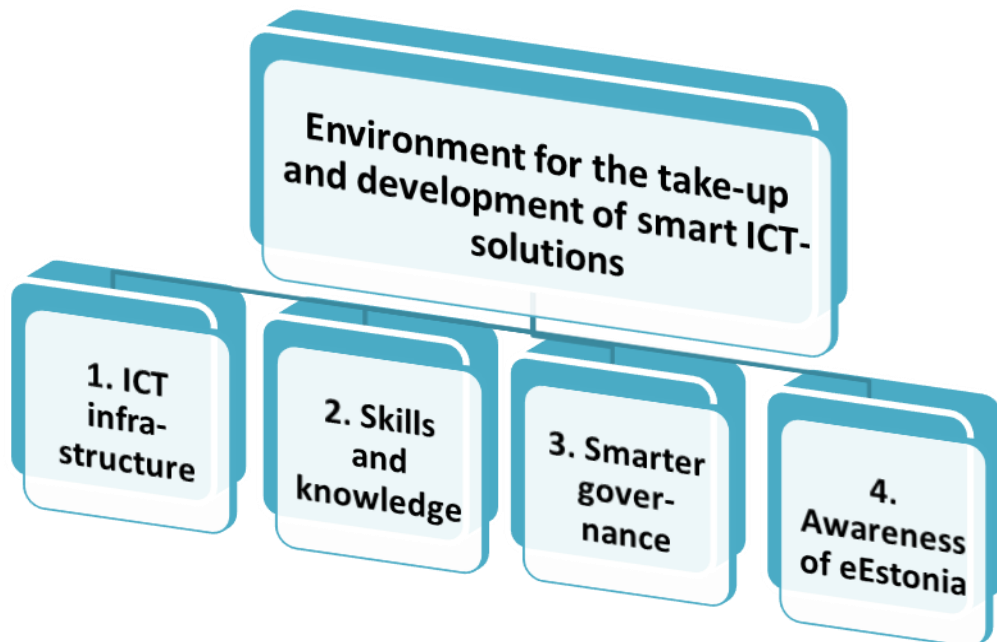 Environment for the take-up
and development of smart ICT-
solutions
1. ICT
infra-
structure
2. Skills
and
knowledge
3. Smarter
gover-
nance
4.
Awareness
of eEstonia